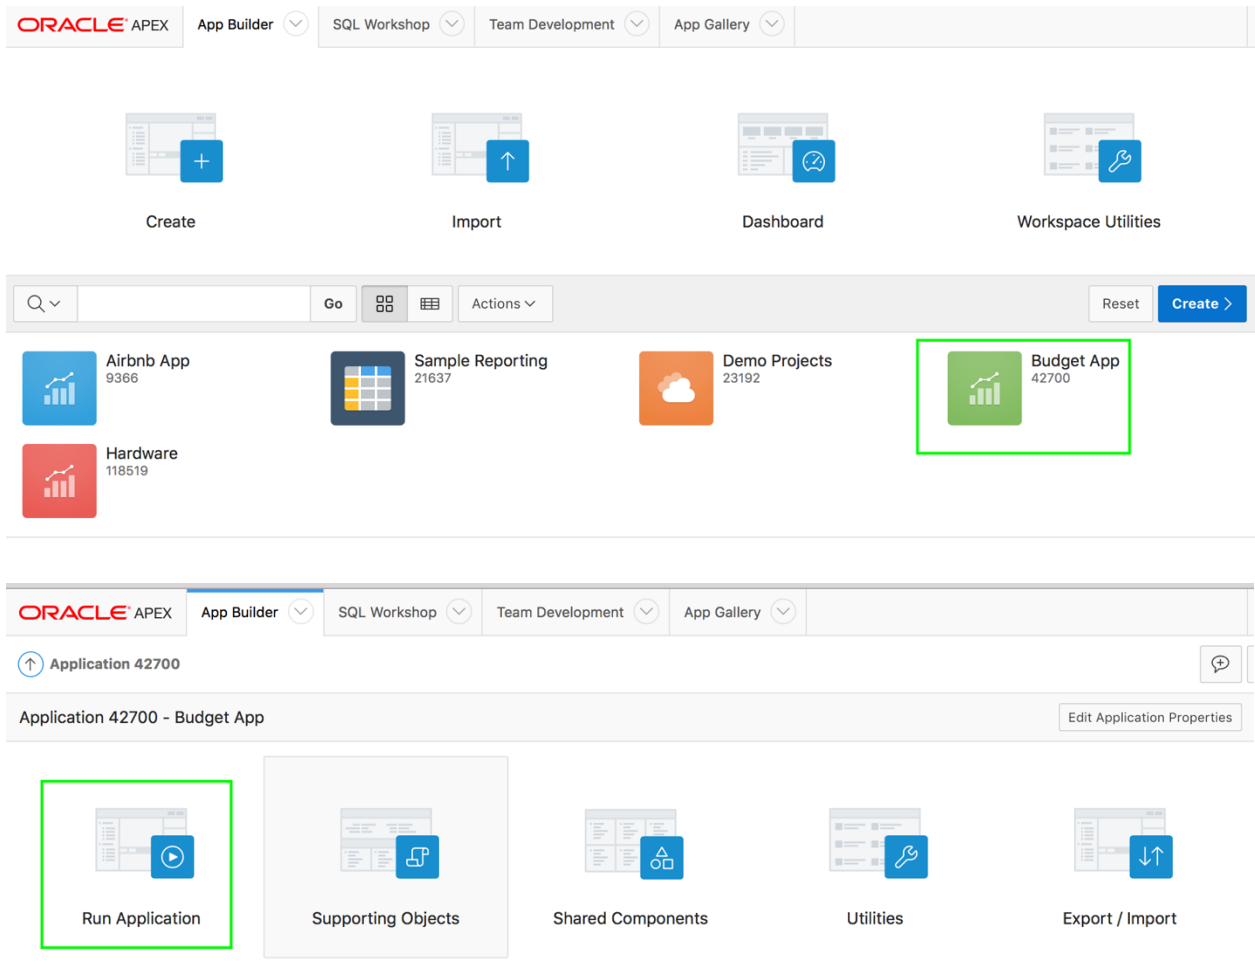 ORACLE APEX App Builder SQL Workshop Team Development App Gallery
Create Import Dashboard Workspace Utilities
Go Actions Reset Create
Airbnb App Sample Reporting Demo Projects Budget App
9366 21637 23192 42700
Hardware
118519
ORACLE APEX App Builder SQL Workshop Team Development App Gallery
Application 42700
Application 42700 - Budget App Edit Application Properties
Run Application Supporting Objects Shared Components Utilities Export / Import